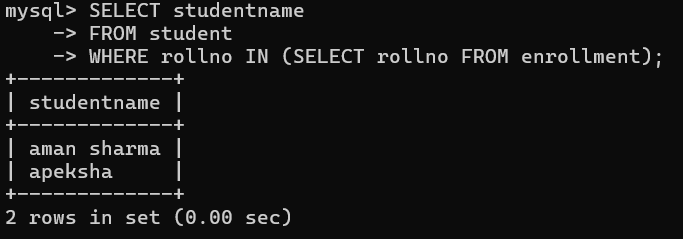 mysql> SELECT studentname
    -> FROM student
    -> WHERE rollno IN (SELECT rollno FROM enrollment);
+-------------+
| studentname |
+-------------+
| aman sharma |
| apeksha     |
+-------------+
2 rows in set (0.00 sec)